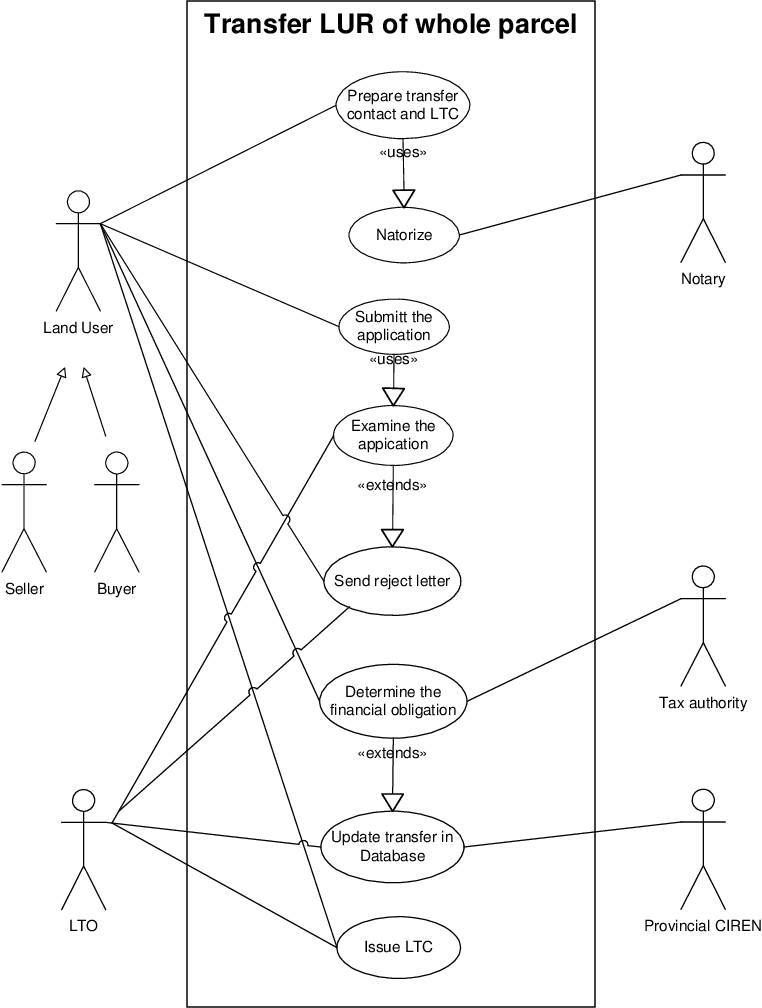 Transfer LUR of whole parcel
Prepare transfer
contact and LTC
«uses»
Natorize
Notary
Land User
Submitt the
application
«uses»
Examine the
appication
«extends»
Seller
Buyer
Send reject letter
Determine the
financial obligation
Tax authority
«extends»
Update transfer in
Database
LTO
Provincial CIREN
Issue LTC